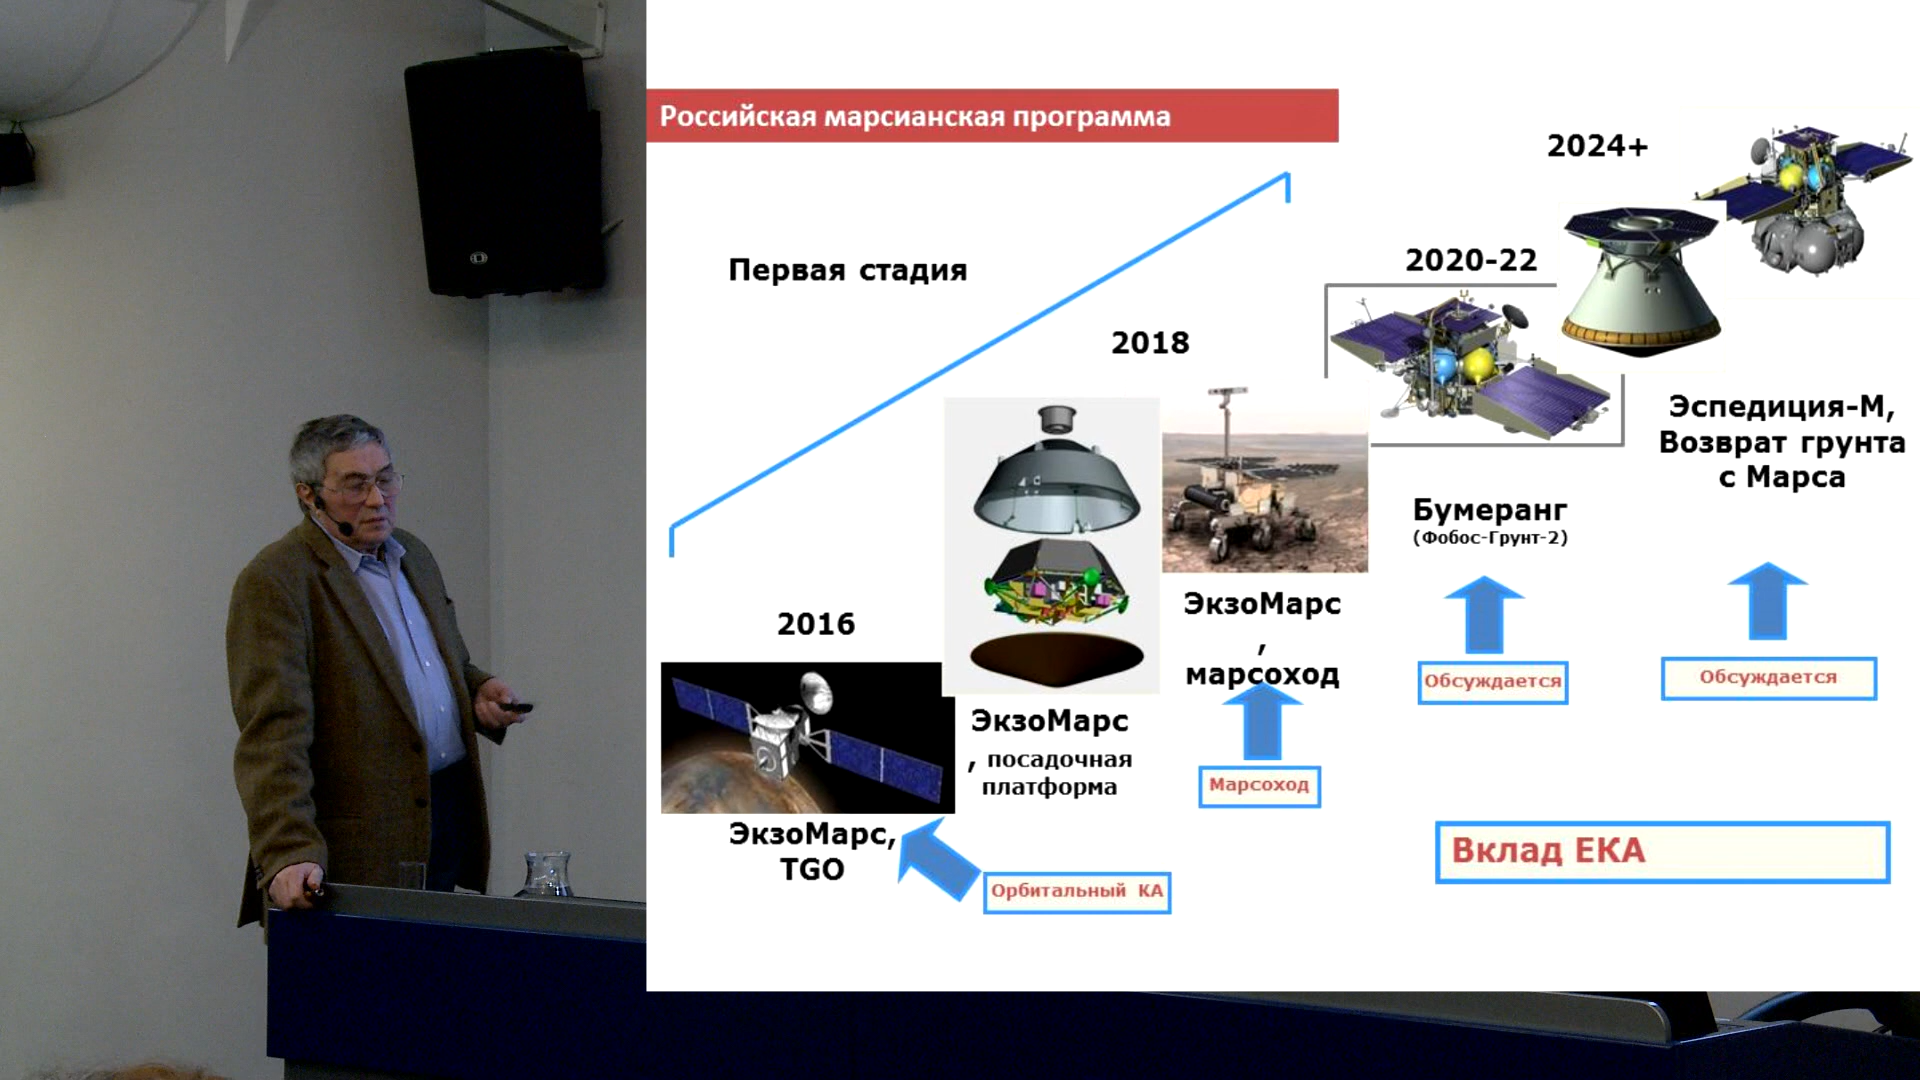 Российская марсианская программа
2024+
2020-22
Первая стадия
2018
Эспедиция-М,
Возврат грунта
с Марса
Бумеранг
(Фобос-Грунт-2)
ЭкзоМарс
,
марсоход
2016
Обсуждается
Обсуждается
ЭкзоМарс
, посадочная
платформа
Марсоход
ЭкзоМарс,
TGO
Вклад ЕКА
Орбитальный КА